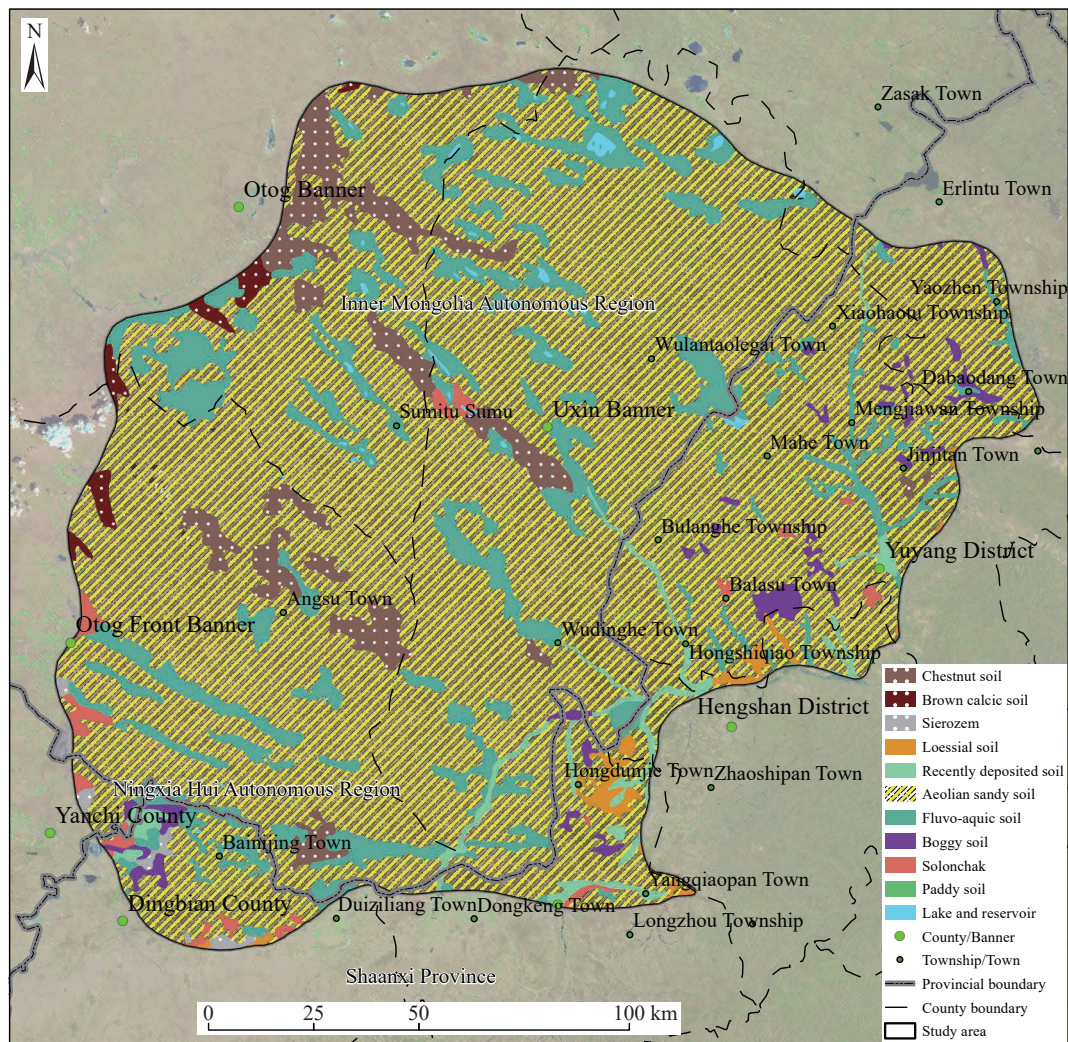 N
Zasak Town
Otog Banner
Erlintu Town
Yaozhen Township
Inner Mongolia Autonomous Region
Xiaohaotu Township
Wulantaolegai Town
Dabaodang Town
Sumitu Sumu
Uxin Banner
Mengjiawan Township
Mahe Town
Jinjitan Town
Bulanghe Township
Yuyang District
Balasu Town
Angsu Town
Otog Front Banner
Wudinghe Town
Hongshiqiao Township
Hengshan District
Hongdunjie Town
Zhaoshipan Town
Ningxia Hui Autonomous Region
Yanchi County
Bainijing Town
Yangqiaopan Town
Dingbian County
Duiziliang Town
Dongkeng Town
Longzhou Township
Shaanxi Province
0 25 50 100 km
Chestnut soil
Brown calcic soil
Sierozem
Loessial soil
Recently deposited soil
Aeolian sandy soil
Fluvo-aquic soil
Boggy soil
Solonchak
Paddy soil
Lake and reservoir
County/Banner
Township/Town
Provincial boundary
County boundary
Study area